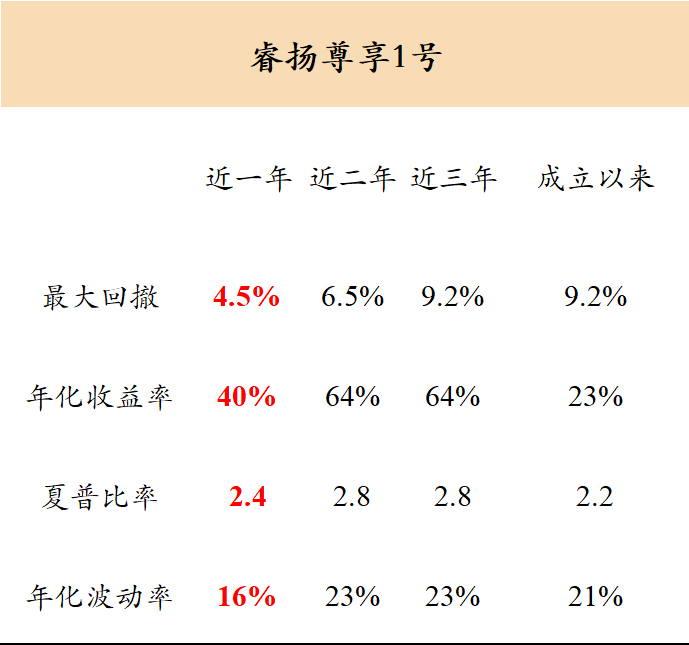 睿扬尊享1号
近一年 近二年 近三年 成立以来
最大回撤 4.5% 6.5% 9.2% 9.2%
年化收益率 40% 64% 64% 23%
夏普比率 2.4 2.8 2.8 2.2
年化波动率 16% 23% 23% 21%